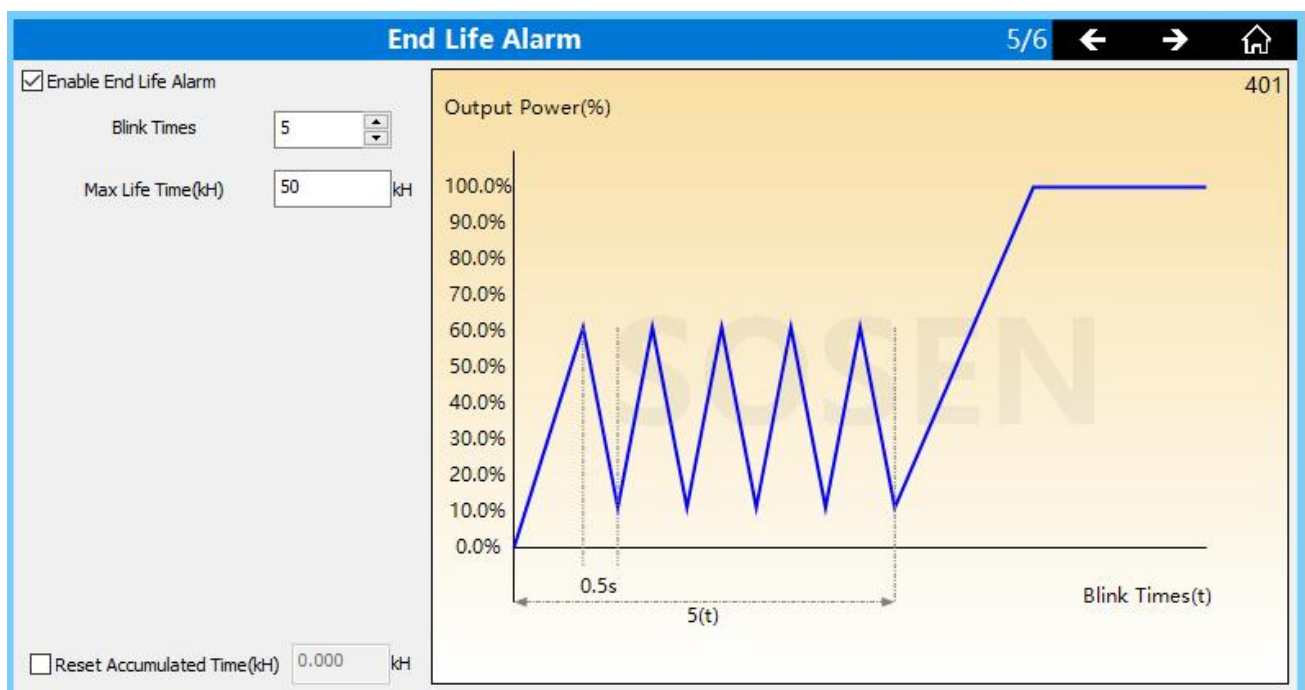 End Life Alarm 5/6
Enable End Life Alarm
Blink Times 5
Max Life Time(kH) 50 kH
Reset Accumulated Time(kH) 0.000 kH
401
Output Power(%)
100.0%
90.0%
80.0%
70.0%
60.0%
50.0%
40.0%
30.0%
20.0%
10.0%
0.0%
SOSEN
0.5s
5(t)
Blink Times(t)